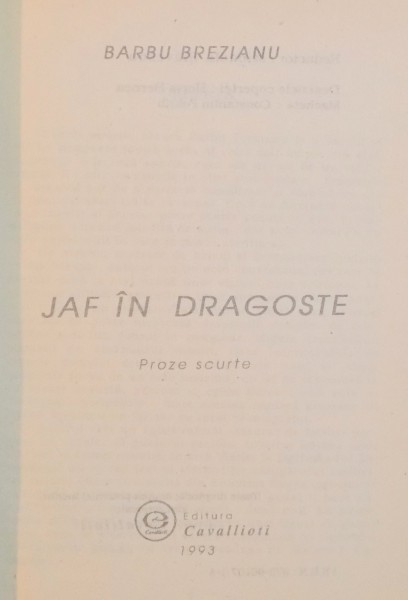 BARBU BREZIANU
JAF ÎN DRAGOSTE
Proze scurte
Editura
Cavallioti
1993